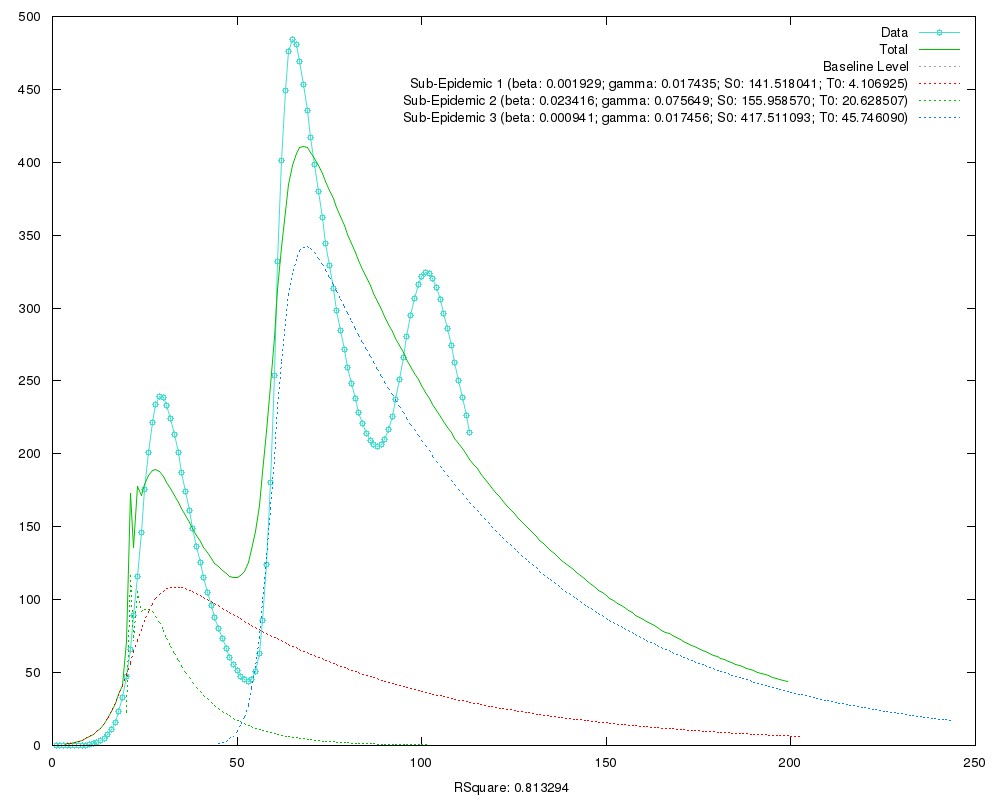 500
450
400
350
300
250
200
150
100
50
0
Data
Total
Baseline Level
Sub-Epidemic 1 (beta: 0.001929; gamma: 0.017435; S0: 141.518041; T0: 4.106925)
Sub-Epidemic 2 (beta: 0.023416; gamma: 0.075649; S0: 155.958570; T0: 20.628507)
Sub-Epidemic 3 (beta: 0.000941; gamma: 0.017456; S0: 417.511093; T0: 45.746090)
0 50 100 150 200 250
RSquare: 0.813294